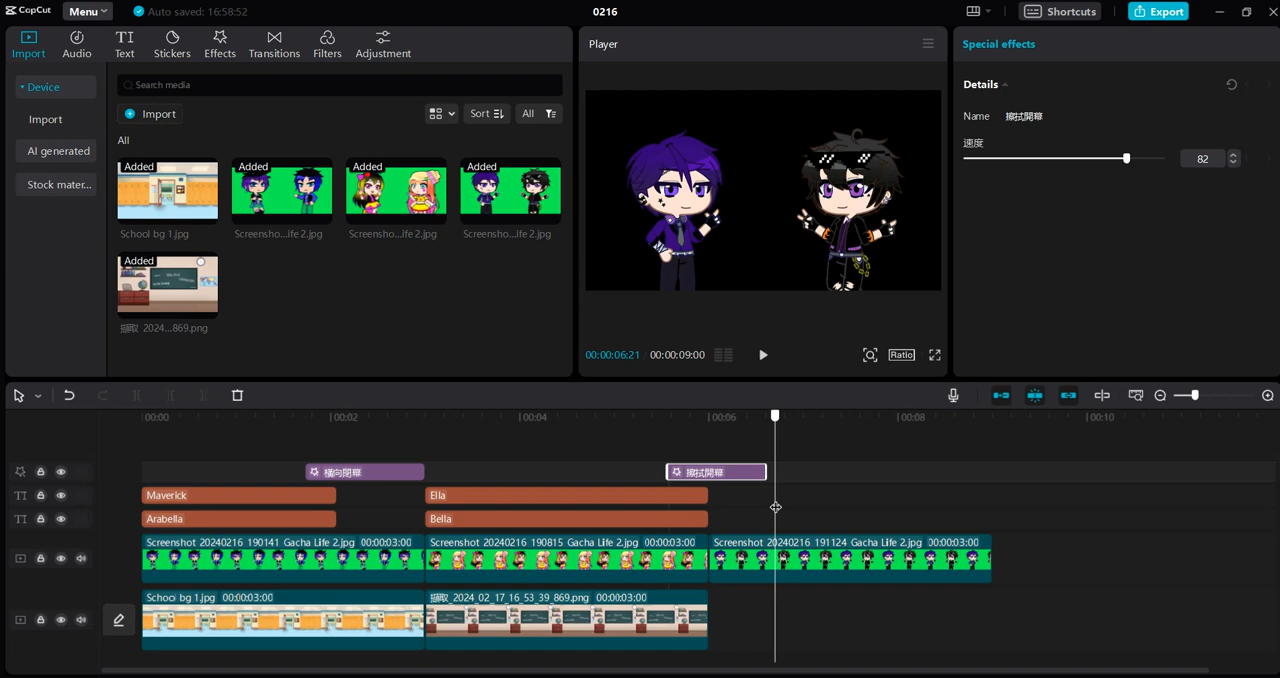 CapCut Menu Auto saved: 16:58:52 0216 Shortcuts Export
Import Audio Text Stickers Effects Transitions Filters Adjustment
Device
Import
AI generated
Stock mater...
Search media
Import Sort All
All
Added Added Added Added
School bg 1.jpg Screensho...ife 2.jpg Screensho...ife 2.jpg Screensho...ife 2.jpg
Added
擷取_2024...869.png
Player
00:00:06:21 00:00:09:00 Ratio
Special effects
Details
Name 擦拭開幕
速度 82
00:00 00:02 00:04 00:06 00:08 00:10
橫向閉幕 擦拭開幕
TI Maverick Ella
TI Arabella Bella
Screenshot 20240216 190141 Gacha Life 2.jpg 00:00:03:00 Screenshot 20240216 190815 Gacha Life 2.jpg 00:00:03:00 Screenshot 20240216 191124 Gacha Life 2.jpg 00:00:03:00
School bg 1.jpg 00:00:03:00 擷取_2024_02_17_16_53_39_869.png 00:00:03:00